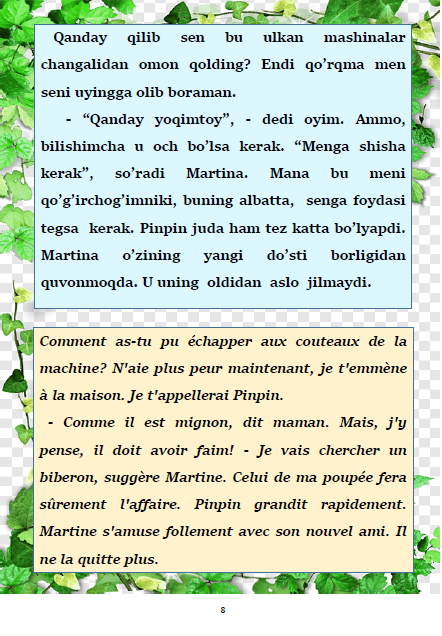 Qanday qilib sen bu ulkan mashinalar
changalidan omon qolding? Endi qo’rqma men
seni uyingga olib boraman.
- “Qanday yoqimtoy”, - dedi oyim. Ammo,
bilishimcha u och bo’lsa kerak. “Menga shisha
kerak”, so’radi Martina. Mana bu meni
qo’g’irchog’imniki, buning albatta, senga foydasi
tegsa kerak. Pinpin juda ham tez katta bo’lyapdi.
Martina o’zining yangi do’sti borligidan
quvonmoqda. U uning oldidan aslo jilmaydi.
Comment as-tu pu échapper aux couteaux de la
machine? N'aie plus peur maintenant, je t'emmène
à la maison. Je t'appellerai Pinpin.
- Comme il est mignon, dit maman. Mais, j'y
pense, il doit avoir faim! - Je vais chercher un
biberon, suggère Martine. Celui de ma poupée fera
sûrement l'affaire. Pinpin grandit rapidement.
Martine s'amuse follement avec son nouvel ami. Il
ne la quitte plus.
8